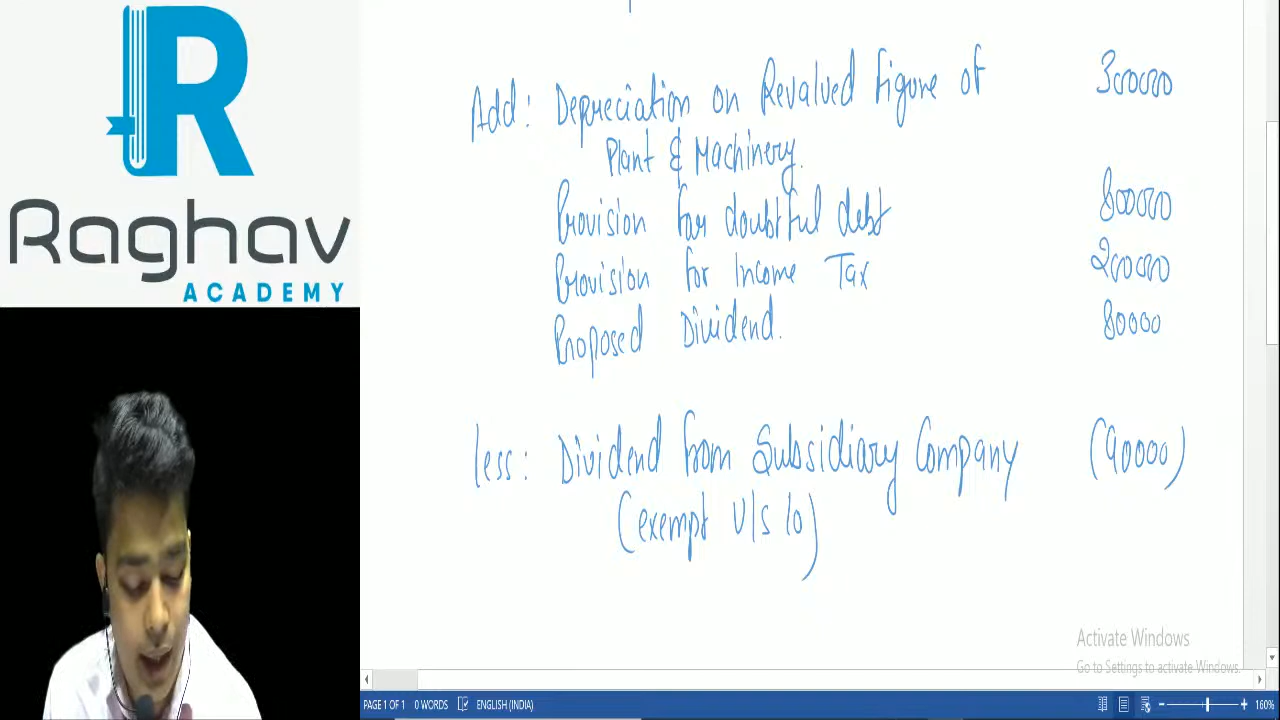 Raghav
ACADEMY
Add: Depreciation on Revalued figure of 300000
Plant & Machinery.
Provision for doubtful debt 800000
Provision for Income Tax 200000
Proposed Dividend. 80000
less: Dividend from Subsidiary Company (90000)
(exempt U/s 10)
Activate Windows
Go to Settings to activate Windows.
PAGE 1 OF 1 0 WORDS ENGLISH (INDIA) 160%